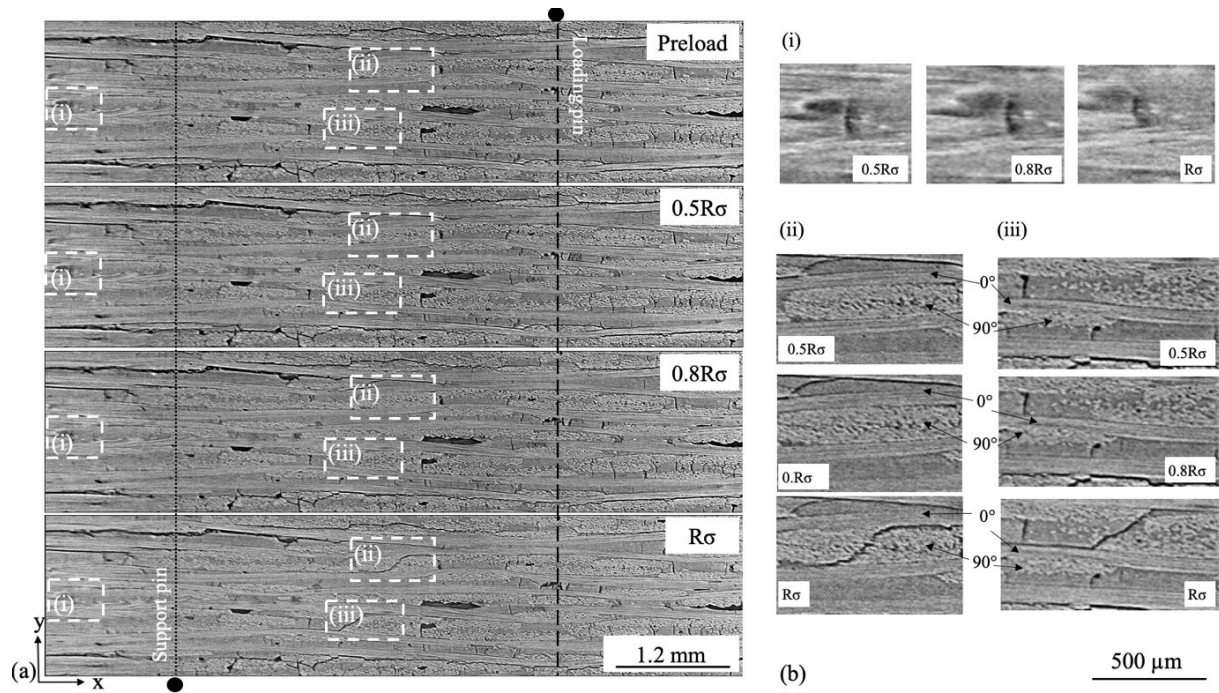 Preload
Loading pin
(i)
(ii)
(iii)
0.5Rσ
(i)
(ii)
(iii)
0.8Rσ
(i)
(ii)
(iii)
Rσ
(i)
(ii)
(iii)
Support pin
y
x
(a)
1.2 mm
(i)
0.5Rσ
0.8Rσ
Rσ
(ii)
(iii)
0°
90°
0.5Rσ
0.5Rσ
0°
90°
0.Rσ
0.8Rσ
0°
90°
Rσ
Rσ
(b)
500 µm